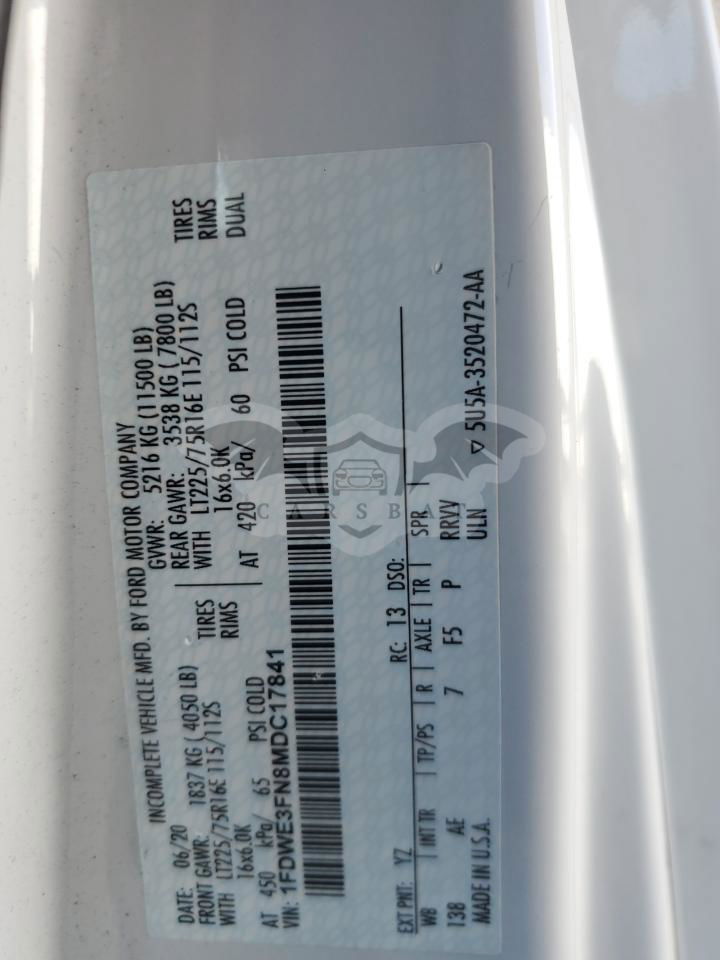 INCOMPLETE VEHICLE MFD. BY FORD MOTOR COMPANY
DATE: 06/20 GVWR: 5216 KG (11500 LB)
FRONT GAWR: 1837 KG ( 4050 LB) REAR GAWR: 3538 KG ( 7800 LB)
WITH LT225/75R16E 115/112S TIRES WITH LT225/75R16E 115/112S TIRES
16x6.0K RIMS 16x6.0K RIMS
AT 450 kPa/ 65 PSI COLD AT 420 kPa/ 60 PSI COLD DUAL
VIN: 1FDWE3FN8MDC17841
EXT PNT: YZ RC: 13 DSO:
WB INT TR TP/PS R AXLE TR SPR
138 AE 7 F5 P RRVV
MADE IN U.S.A. ULN ▽ 5U5A-3520472-AA
CARSBAT